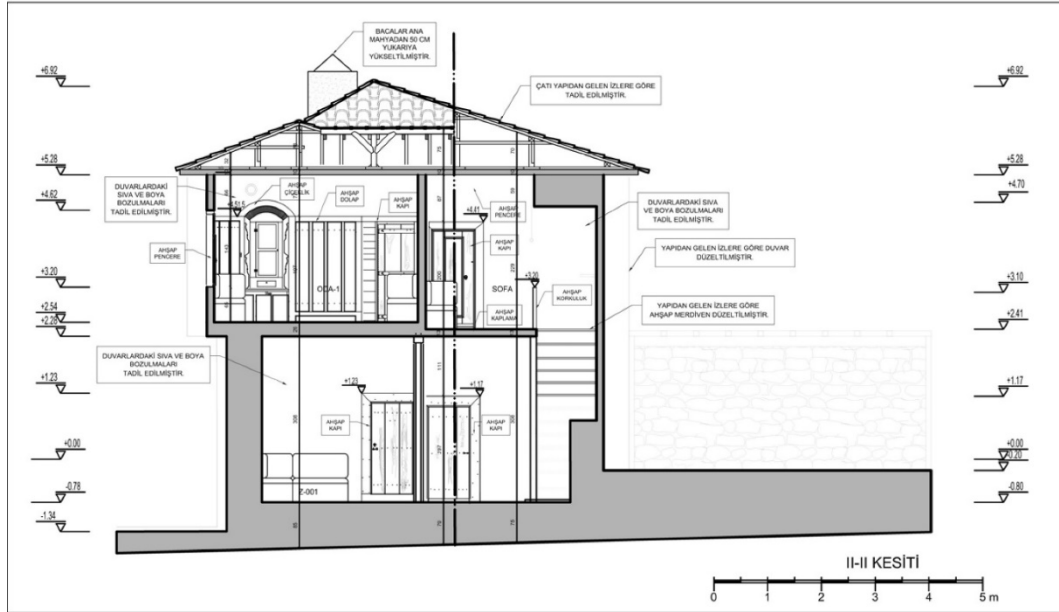 BACALAR ANA
MAHYADAN 50 CM
YUKARIYA
YÜKSELTİLMİŞTİR.
ÇATI YAPIDAN GELEN İZLERE GÖRE
TADİL EDİLMİŞTİR.
+6.92
+6.92
+5.28
+5.28
+4.62
+4.70
DUVARLARDAKİ
SIVA VE BOYA
BOZULMALARI
TADİL EDİLMİŞTİR.
AHŞAP
ÇİÇEKLİK
AHŞAP
DOLAP
AHŞAP
KAPI
AHŞAP
PENCERE
+4.41
AHŞAP
KAPI
DUVARLARDAKİ SIVA
VE BOYA BOZULMALARI
TADİL EDİLMİŞTİR.
YAPIDAN GELEN İZLERE GÖRE DUVAR
DÜZELTİLMİŞTİR.
AHŞAP
PENCERE
+3.20
+3.20
+3.10
ODA-1
SOFA
AHŞAP
KORKULUK
AHŞAP
KAPLAMA
YAPIDAN GELEN İZLERE GÖRE
AHŞAP MERDİVEN DÜZELTİLMİŞTİR.
+2.54
+2.28
+2.41
DUVARLARDAKİ SIVA VE BOYA
BOZULMALARI
TADİL EDİLMİŞTİR.
+1.23
+1.23
+1.17
+1.17
AHŞAP
KAPI
AHŞAP
KAPI
+0.00
+0.00
Z-001
-0.78
-0.80
-1.34
II-II KESİTİ
0 1 2 3 4 5 m